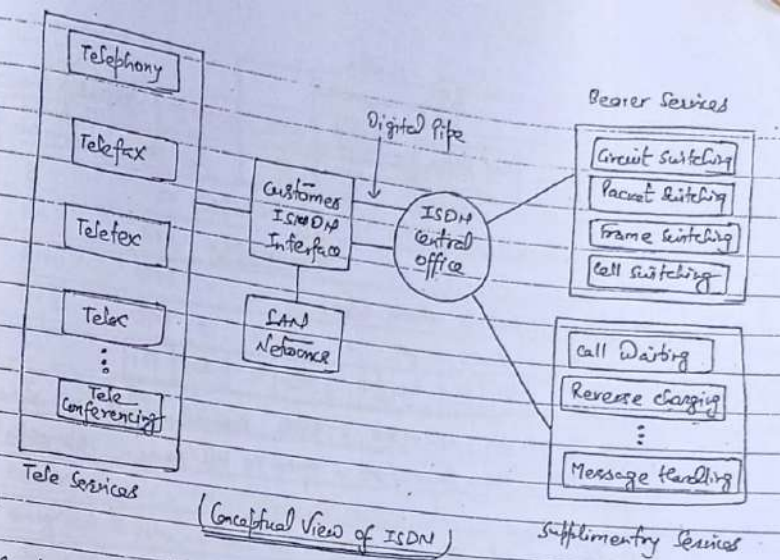 Telephony
Telefax
Teletex
Telex
Tele
Conferencing
Tele Services
Customer
ISDN
Interface
LAN
Network
Digital Pipe
ISDN
Central
office
Bearer Services
Circuit Switching
Packet Switching
Frame Switching
Cell Switching
Call Waiting
Reverse Charging
Message Handling
Supplimentry Services
(Conceptual View of ISDN)